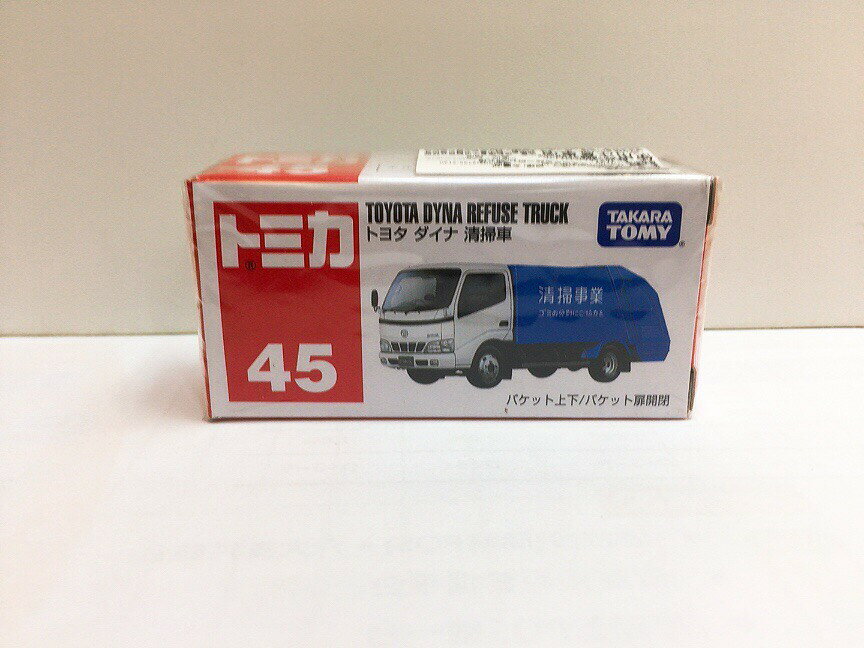 トミカ
®
45
TOYOTA DYNA REFUSE TRUCK
トヨタ ダイナ 清掃車
TAKARA
TOMY
®
清掃事業
バケット上下/バケット扉開閉